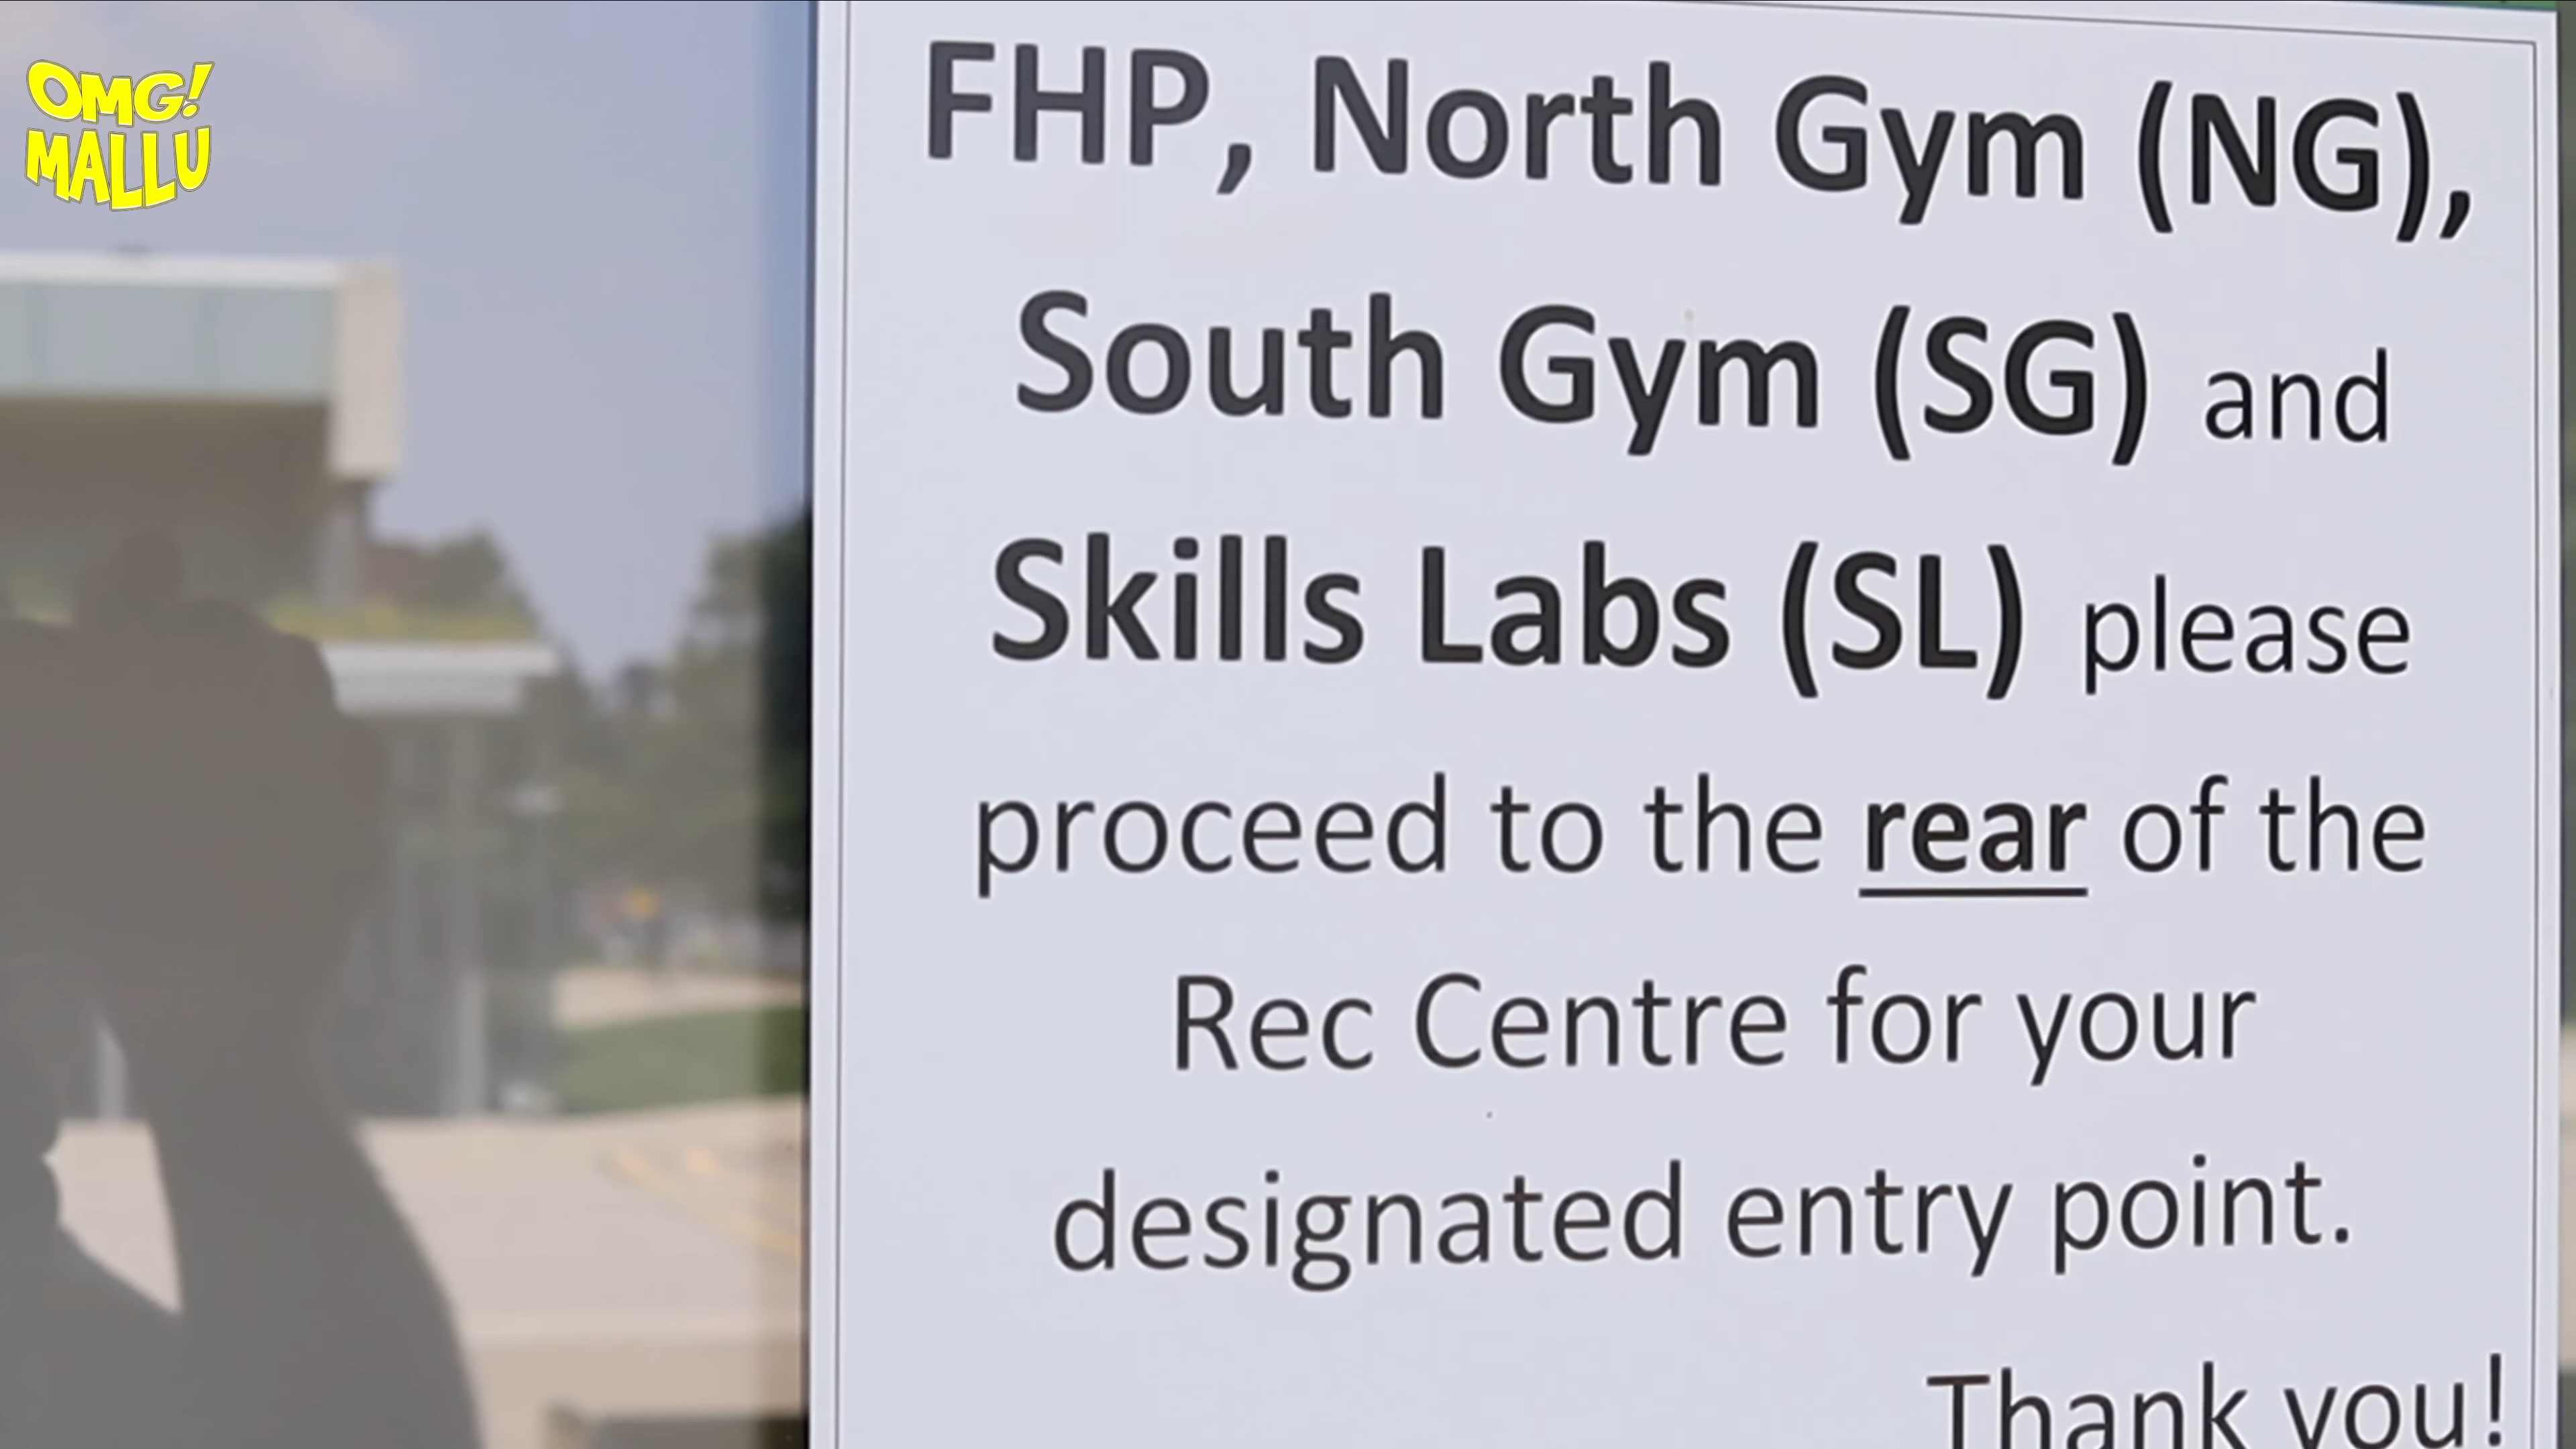 OMG!
MALLU
FHP, North Gym (NG),
South Gym (SG) and
Skills Labs (SL) please
proceed to the rear of the
Rec Centre for your
designated entry point.
Thank you!